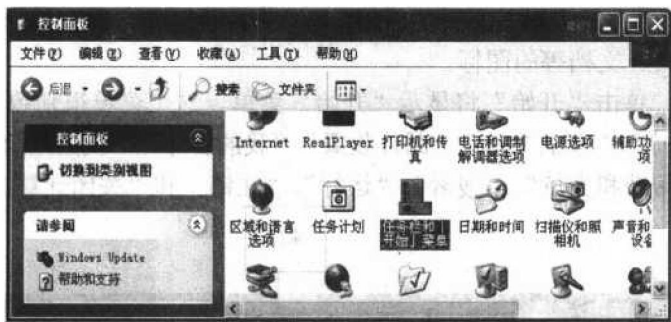 控制面板
文件(F) 编辑(E) 查看(V) 收藏(A) 工具(T) 帮助(H)
后退 搜索 文件夹
控制面板
切换到类别视图
请参阅
Windows Update
帮助和支持
Internet RealPlayer 打印机和传真 电话和调制解调器选项 电源选项 辅助功
区域和语言选项 任务计划 任务栏和「开始」菜单 日期和时间 扫描仪和照相机 声音和设备